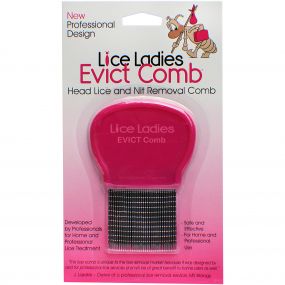 New
Professional
Design
Lice Ladies
Evict Comb
Head Lice and Nit Removal Comb
Lice Ladies
EVICT Comb
Developed
by Professionals
for Home and
Professional
Lice Treatment
Safe and
Effective
For Home and
Professional
Use